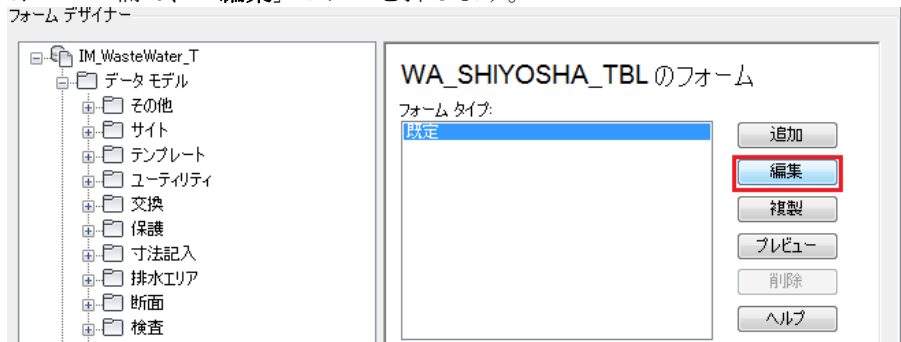 編集
フォーム デザイナー
IM_WasteWater_T
データ モデル
その他
サイト
テンプレート
ユーティリティ
交換
保護
寸法記入
排水エリア
断面
検査
WA_SHIYOSHA_TBL のフォーム
フォーム タイプ:
既定
追加
編集
複製
プレビュー
削除
ヘルプ